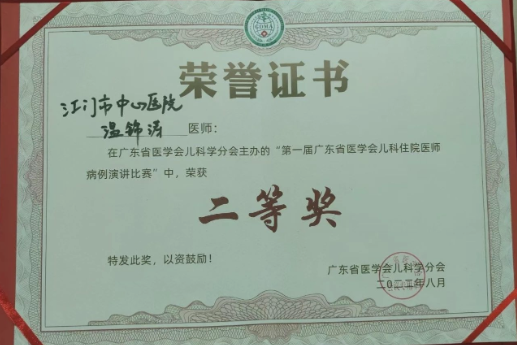 GDMA
荣誉证书
江门市中心医院
温锦涛 医师：
在广东省医学会儿科学分会主办的“第一届广东省医学会儿科住院医师
病例演讲比赛”中，荣获
二等奖
特发此奖，以资鼓励！
广东省医学会儿科学分会
二〇二二年八月